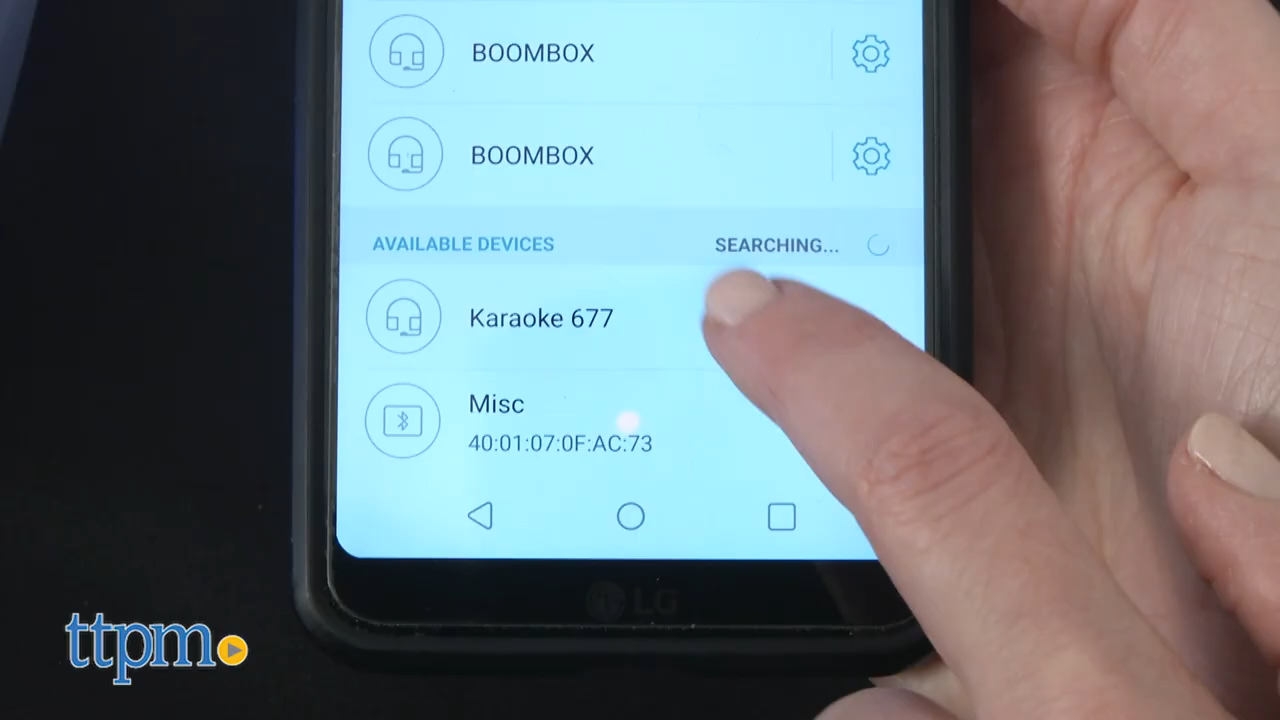 BOOMBOX
BOOMBOX
AVAILABLE DEVICES SEARCHING...
Karaoke 677
Misc
40:01:07:0F:AC:73
LG
ttpm